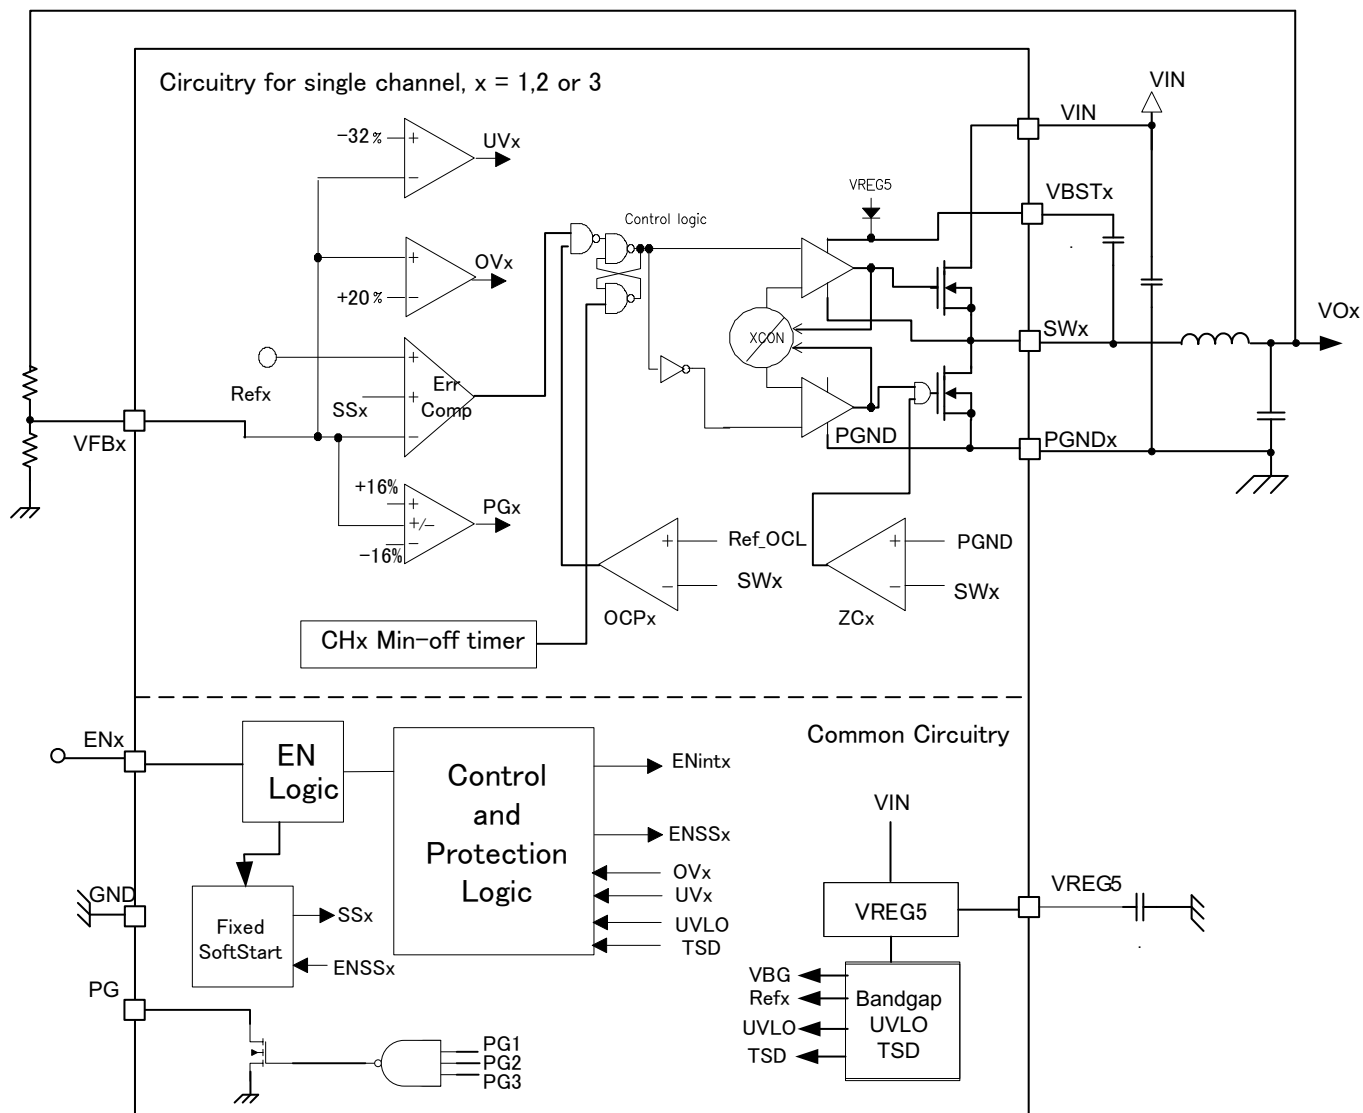 Circuitry for single channel, x = 1,2 or 3
VIN
VIN
-32%
+
-
UVx
VREG5
VBSTx
Control logic
+
OVx
+20%
-
XCON
SWx
VOx
+
Refx
Err
SSx
+
Comp
-
VFBx
PGND
PGNDx
+16%
+
+/-
-
-16%
PGx
+
Ref_OCL
-
SWx
OCPx
+
PGND
-
SWx
ZCx
CHx Min-off timer
Common Circuitry
ENx
EN
Logic
Control
and
Protection
Logic
ENintx
ENSSx
OVx
UVx
UVLO
TSD
VIN
VREG5
VREG5
GND
Fixed
SoftStart
SSx
ENSSx
VBG
Refx
UVLO
TSD
Bandgap
UVLO
TSD
PG
PG1
PG2
PG3